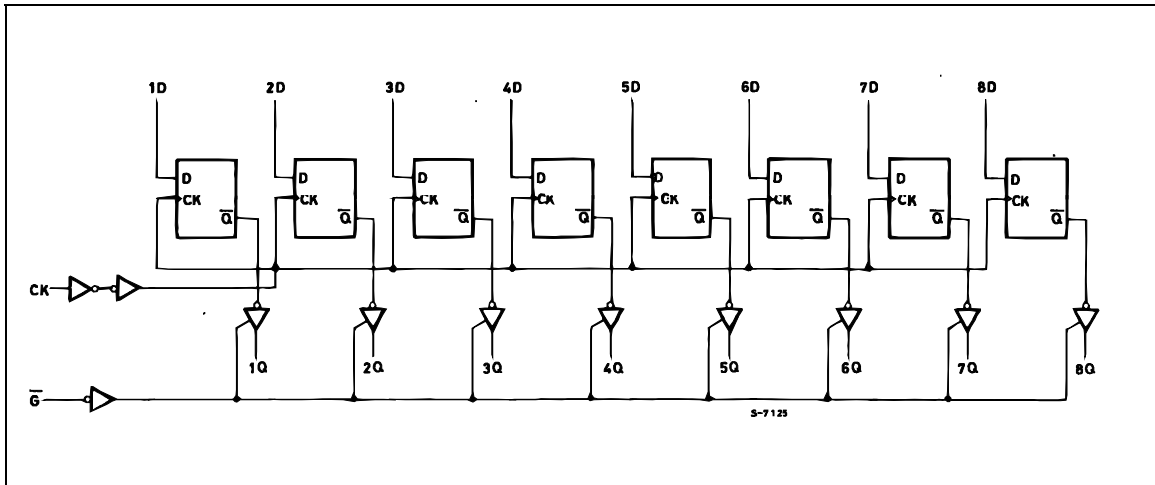 1D 2D 3D 4D 5D 6D 7D 8D
D D D D D D D D
CK CK CK CK CK CK CK CK
Q̅ Q̅ Q̅ Q̅ Q̅ Q̅ Q̅ Q̅
CK
1Q 2Q 3Q 4Q 5Q 6Q 7Q 8Q
G̅
S-7125